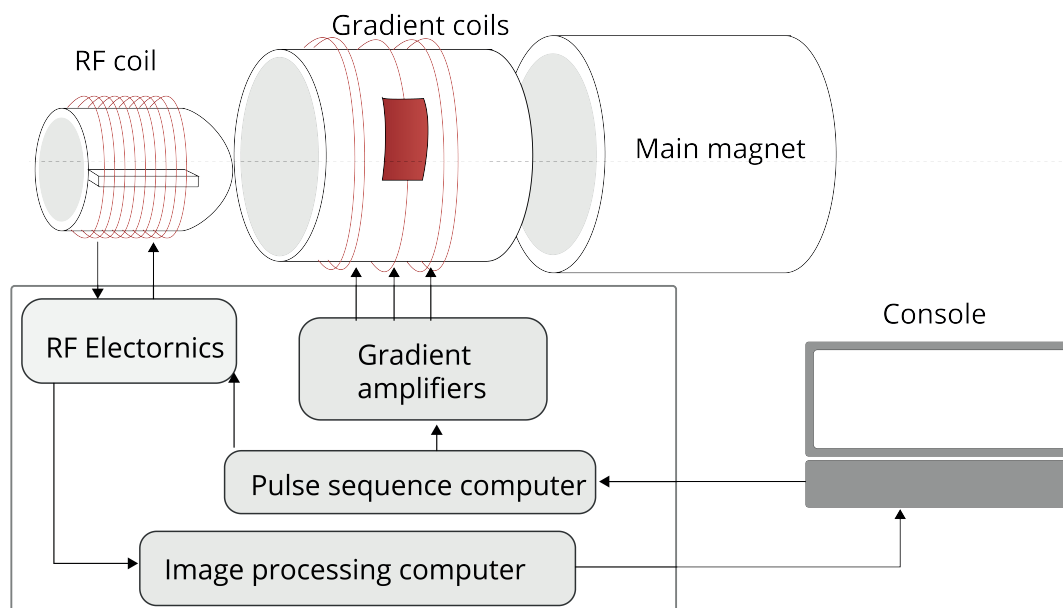 Gradient coils
RF coil
Main magnet
Console
RF Electornics
Gradient
amplifiers
Pulse sequence computer
Image processing computer